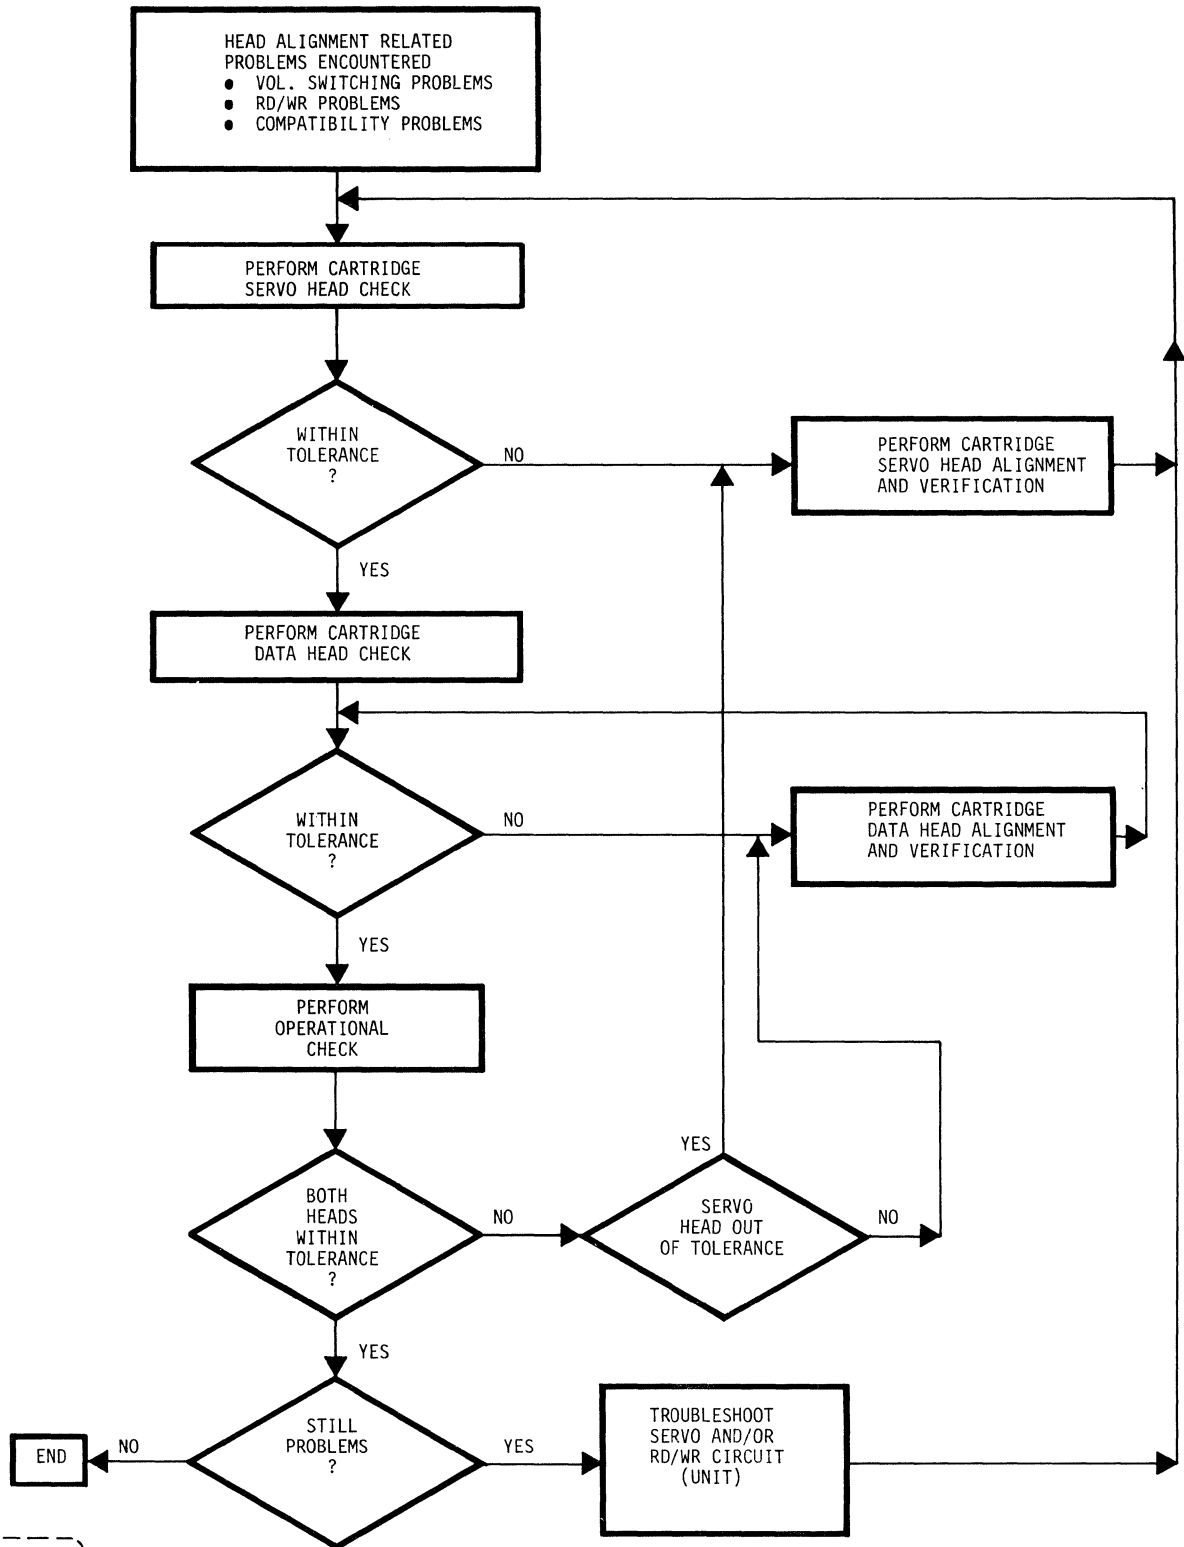 HEAD ALIGNMENT RELATED
PROBLEMS ENCOUNTERED
● VOL. SWITCHING PROBLEMS
● RD/WR PROBLEMS
● COMPATIBILITY PROBLEMS
PERFORM CARTRIDGE
SERVO HEAD CHECK
WITHIN
TOLERANCE
?
NO
PERFORM CARTRIDGE
SERVO HEAD ALIGNMENT
AND VERIFICATION
YES
PERFORM CARTRIDGE
DATA HEAD CHECK
WITHIN
TOLERANCE
?
NO
PERFORM CARTRIDGE
DATA HEAD ALIGNMENT
AND VERIFICATION
YES
PERFORM
OPERATIONAL
CHECK
BOTH
HEADS
WITHIN
TOLERANCE
?
NO
YES
SERVO
HEAD OUT
OF TOLERANCE
NO
YES
STILL
PROBLEMS
?
NO
END
YES
TROUBLESHOOT
SERVO AND/OR
RD/WR CIRCUIT
(UNIT)